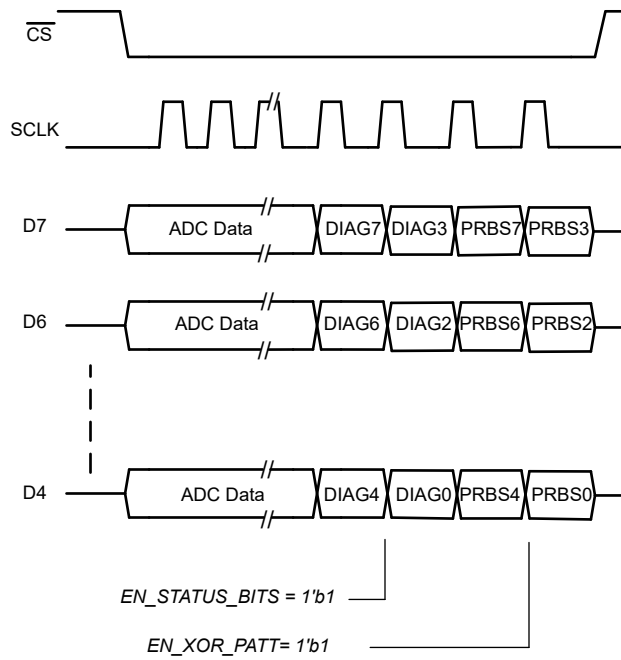 CS
SCLK
D7 ADC Data DIAG7 DIAG3 PRBS7 PRBS3
D6 ADC Data DIAG6 DIAG2 PRBS6 PRBS2
D4 ADC Data DIAG4 DIAG0 PRBS4 PRBS0
EN_STATUS_BITS = 1'b1
EN_XOR_PATT= 1'b1